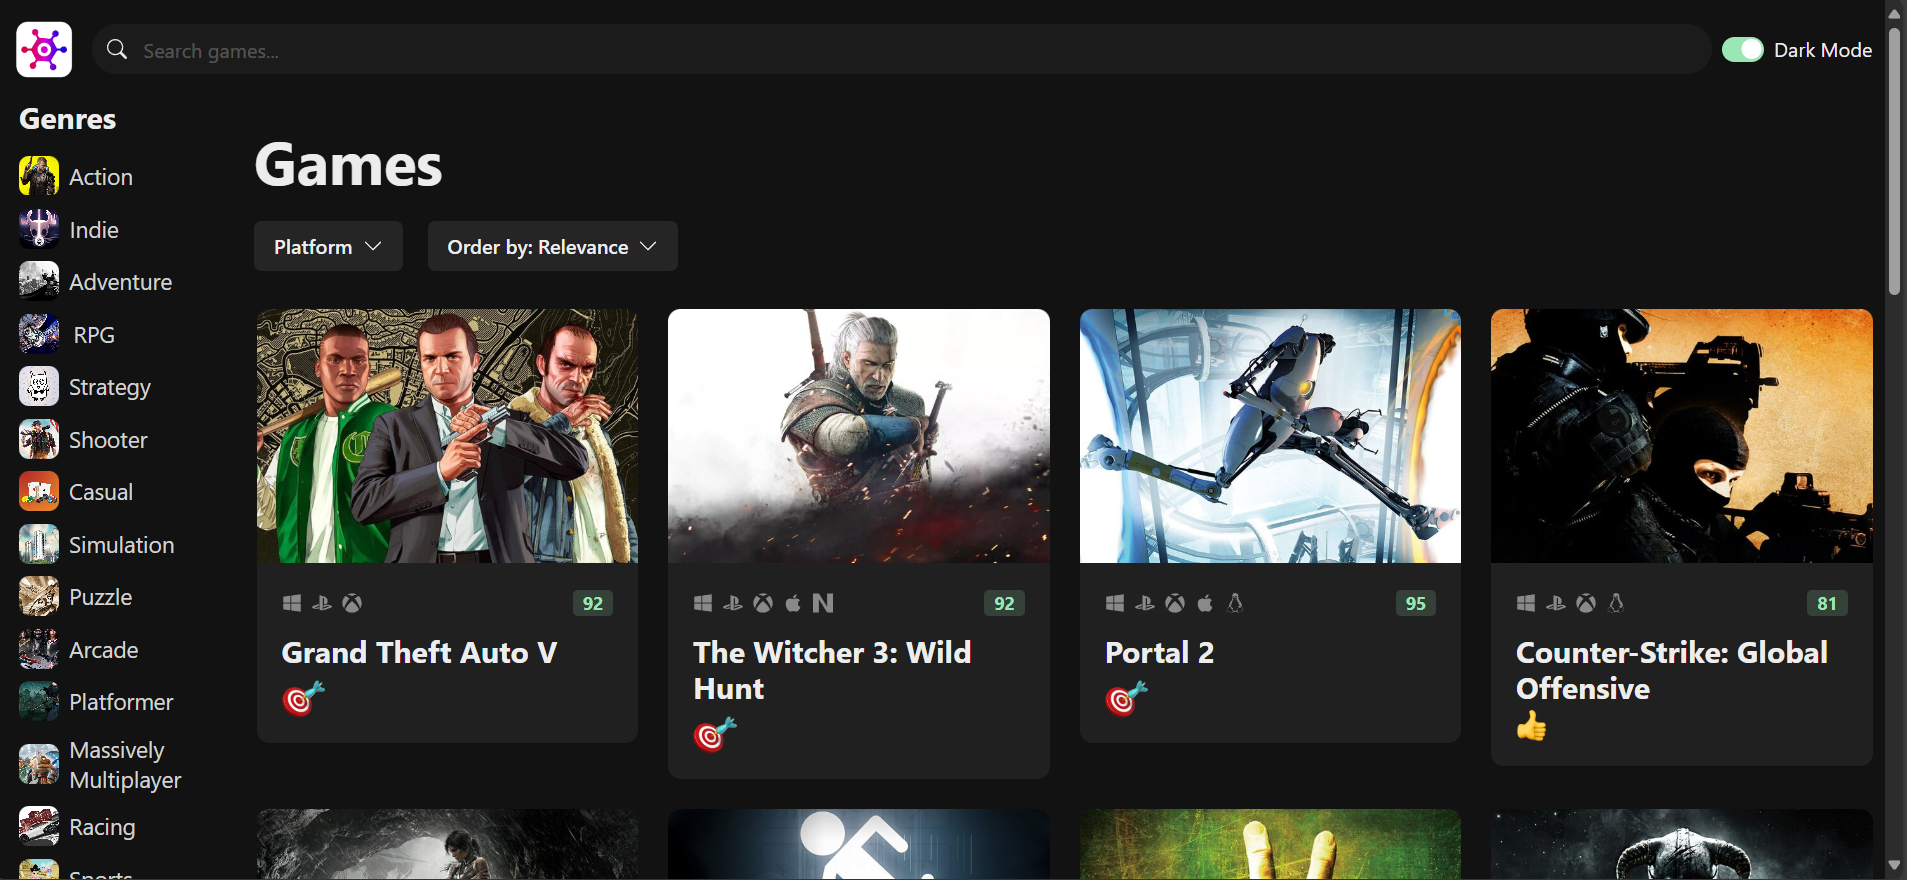 Search games...
Dark Mode
Genres
Action
Indie
Adventure
RPG
Strategy
Shooter
Casual
Simulation
Puzzle
Arcade
Platformer
Massively
Multiplayer
Racing
Sports
Games
Platform
Order by: Relevance
92
Grand Theft Auto V
92
The Witcher 3: Wild
Hunt
95
Portal 2
81
Counter-Strike: Global
Offensive